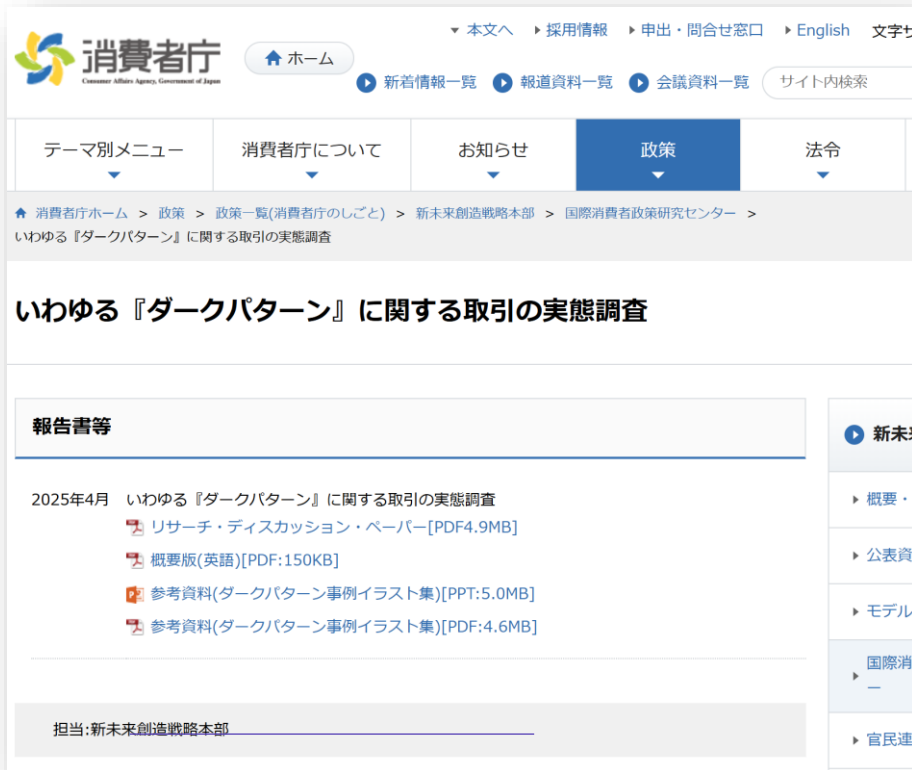 本文へ 採用情報 申出・問合せ窓口 English 文字サ
消費者庁
Consumer Affairs Agency, Government of Japan
ホーム
新着情報一覧 報道資料一覧 会議資料一覧 サイト内検索
テーマ別メニュー 消費者庁について お知らせ 政策 法令
消費者庁ホーム > 政策 > 政策一覧(消費者庁のしごと) > 新未来創造戦略本部 > 国際消費者政策研究センター >
いわゆる『ダークパターン』に関する取引の実態調査
いわゆる『ダークパターン』に関する取引の実態調査
報告書等
2025年4月 いわゆる『ダークパターン』に関する取引の実態調査
リサーチ・ディスカッション・ペーパー[PDF4.9MB]
概要版(英語)[PDF:150KB]
参考資料(ダークパターン事例イラスト集)[PPT:5.0MB]
参考資料(ダークパターン事例イラスト集)[PDF:4.6MB]
担当:新未来創造戦略本部
新未
概要・
公表資
モデル
国際消
ー
官民連